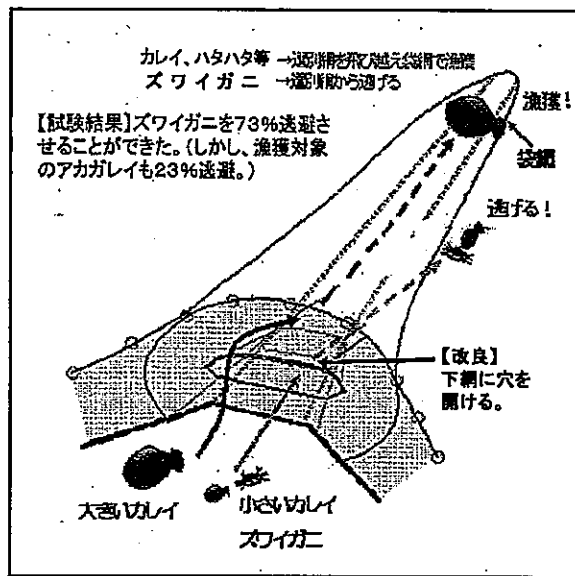 カレイ、ハタハタ等 →選別網を飛び越え袋網で漁獲
ズワイガニ →選別版から逃げる
【試験結果】ズワイガニを73%逃避さ
せることができた。(しかし、漁獲対象
のアカガレイも23%逃避。)
漁獲!
袋網
逃げる!
【改良】
下網に穴を
開ける。
大きいカレイ
小さいカレイ
ズワイガニ